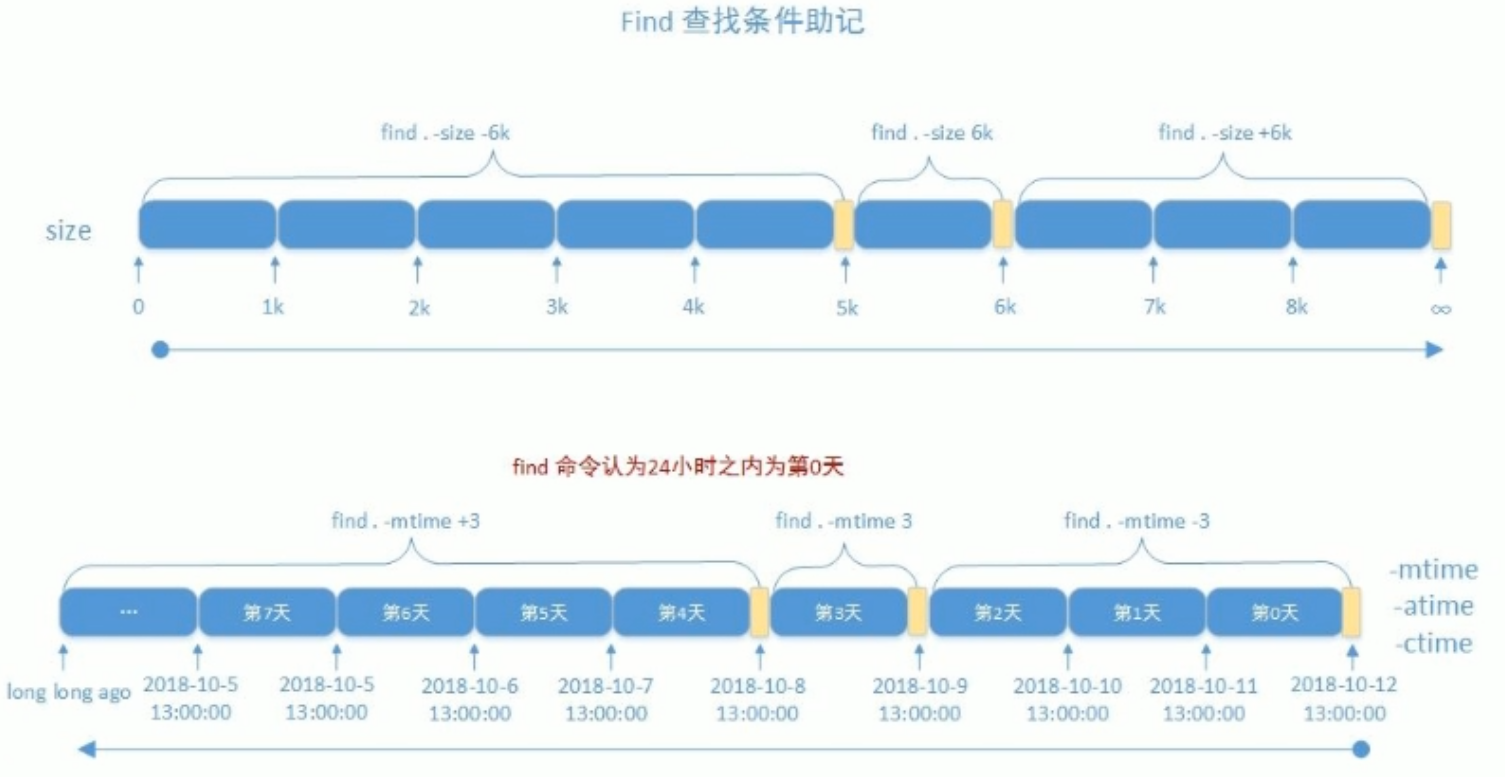 Find 查找条件助记
find . -size -6k
find . -size 6k
find . -size +6k
size
0
1k
2k
3k
4k
5k
6k
7k
8k
∞
find 命令认为24小时之内为第0天
find . -mtime +3
find . -mtime 3
find . -mtime -3
...
第7天
第6天
第5天
第4天
第3天
第2天
第1天
第0天
-mtime
-atime
-ctime
long long ago
2018-10-5
13:00:00
2018-10-5
13:00:00
2018-10-6
13:00:00
2018-10-7
13:00:00
2018-10-8
13:00:00
2018-10-9
13:00:00
2018-10-10
13:00:00
2018-10-11
13:00:00
2018-10-12
13:00:00